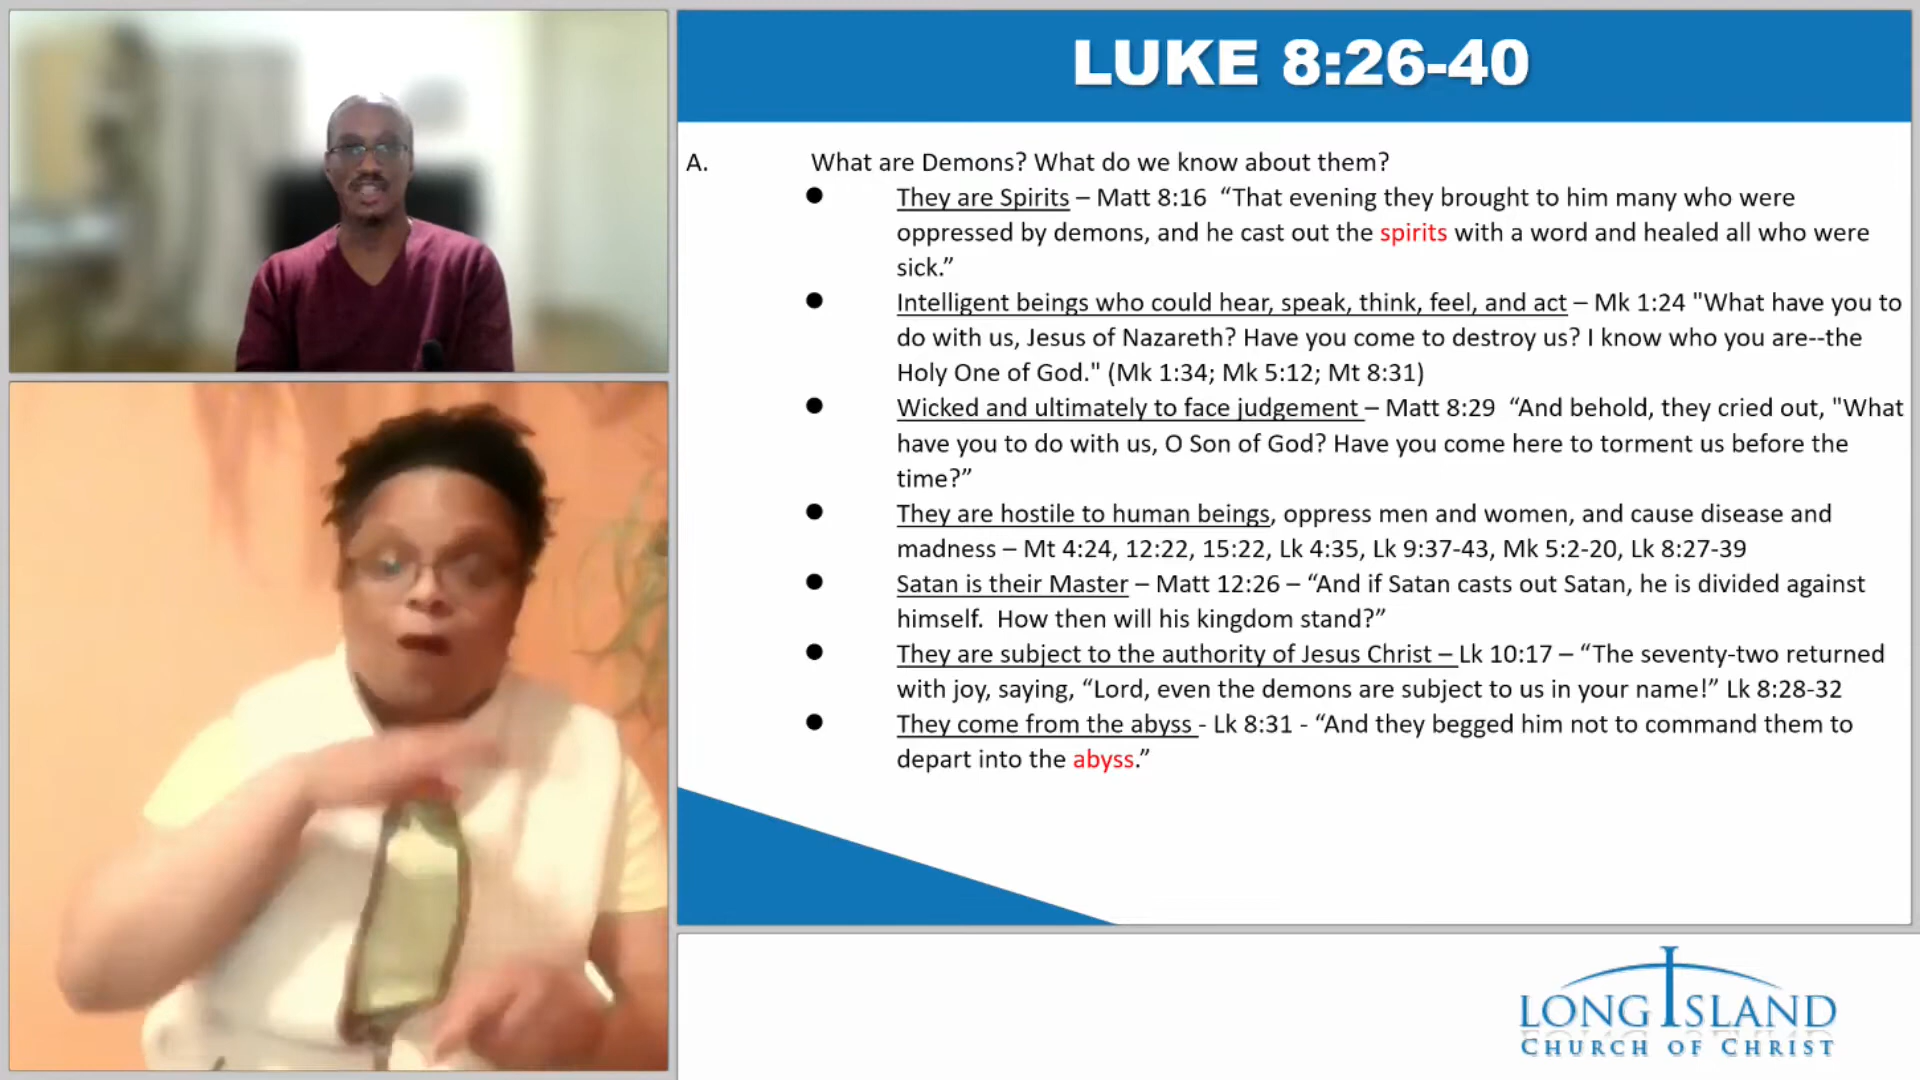 LUKE 8:26-40
A. What are Demons? What do we know about them?
● They are Spirits – Matt 8:16 “That evening they brought to him many who were
oppressed by demons, and he cast out the spirits with a word and healed all who were
sick.”
● Intelligent beings who could hear, speak, think, feel, and act – Mk 1:24 "What have you to
do with us, Jesus of Nazareth? Have you come to destroy us? I know who you are--the
Holy One of God." (Mk 1:34; Mk 5:12; Mt 8:31)
● Wicked and ultimately to face judgement – Matt 8:29 “And behold, they cried out, "What
have you to do with us, O Son of God? Have you come here to torment us before the
time?”
● They are hostile to human beings, oppress men and women, and cause disease and
madness – Mt 4:24, 12:22, 15:22, Lk 4:35, Lk 9:37-43, Mk 5:2-20, Lk 8:27-39
● Satan is their Master – Matt 12:26 – “And if Satan casts out Satan, he is divided against
himself. How then will his kingdom stand?”
● They are subject to the authority of Jesus Christ – Lk 10:17 – “The seventy-two returned
with joy, saying, “Lord, even the demons are subject to us in your name!” Lk 8:28-32
● They come from the abyss - Lk 8:31 - “And they begged him not to command them to
depart into the abyss.”
LONG ISLAND
CHURCH OF CHRIST